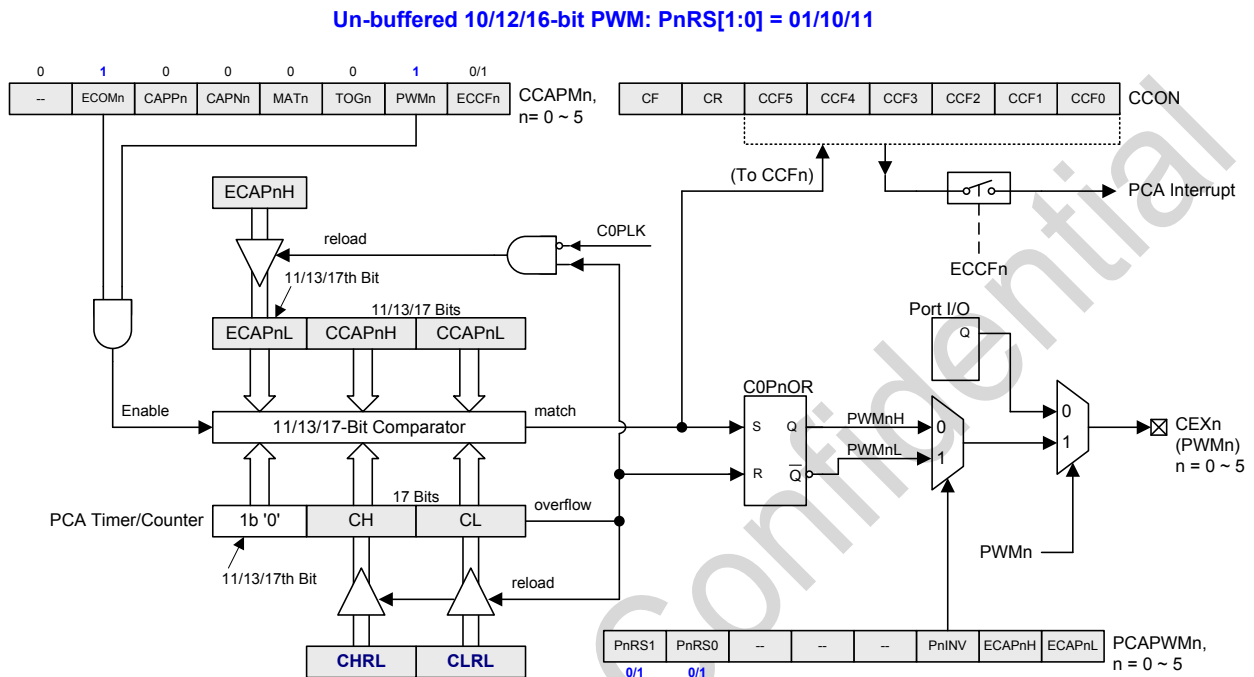 Un-buffered 10/12/16-bit PWM: PnRS[1:0] = 01/10/11
0 1 0 0 0 0 1 0/1
-- ECOMn CAPPn CAPNn MATn TOGn PWMn ECCFn CCAPMn,
n= 0 ~ 5
CF CR CCF5 CCF4 CCF3 CCF2 CCF1 CCF0 CCON
(To CCFn)
PCA Interrupt
ECCFn
ECAPnH
reload
C0PLK
11/13/17th Bit
11/13/17 Bits
ECAPnL CCAPnH CCAPnL
Port I/O
Q
Enable
11/13/17-Bit Comparator
match
C0PnOR
S Q
R Q
PWMnH
PWMnL
0
1
0
1
CEXn
(PWMn)
n = 0 ~ 5
17 Bits
PCA Timer/Counter
1b '0' CH CL
overflow
11/13/17th Bit
reload
PWMn
CHRL CLRL
PnRS1 PnRS0 -- -- -- PnINV ECAPnH ECAPnL PCAPWMn,
n = 0 ~ 5
0/1 0/1
Confidential